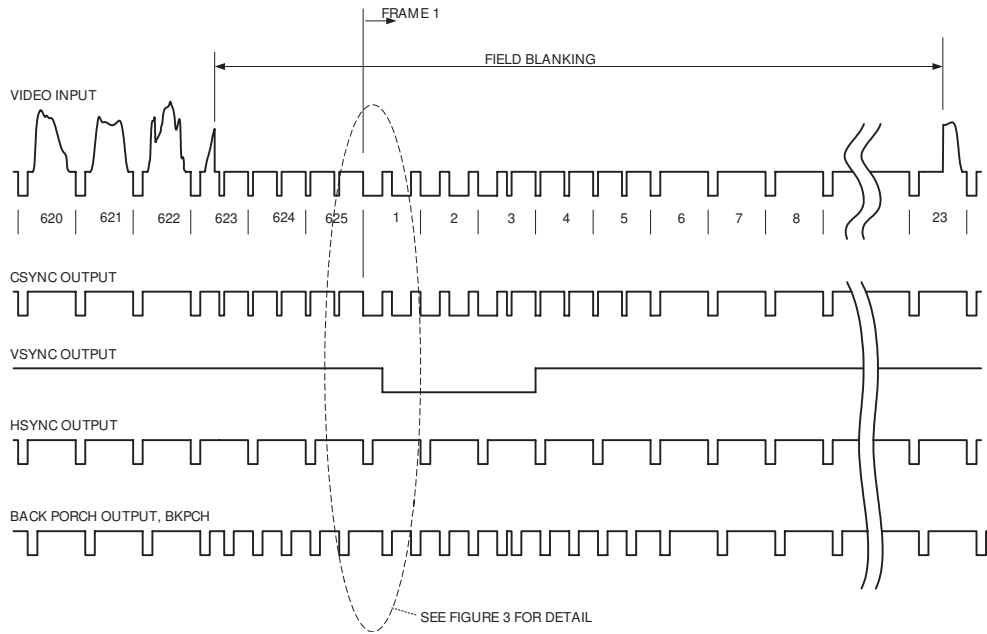 FRAME 1
FIELD BLANKING
VIDEO INPUT
620 621 622 623 624 625 1 2 3 4 5 6 7 8 23
CSYNC OUTPUT
VSYNC OUTPUT
HSYNC OUTPUT
BACK PORCH OUTPUT, BKPCH
SEE FIGURE 3 FOR DETAIL